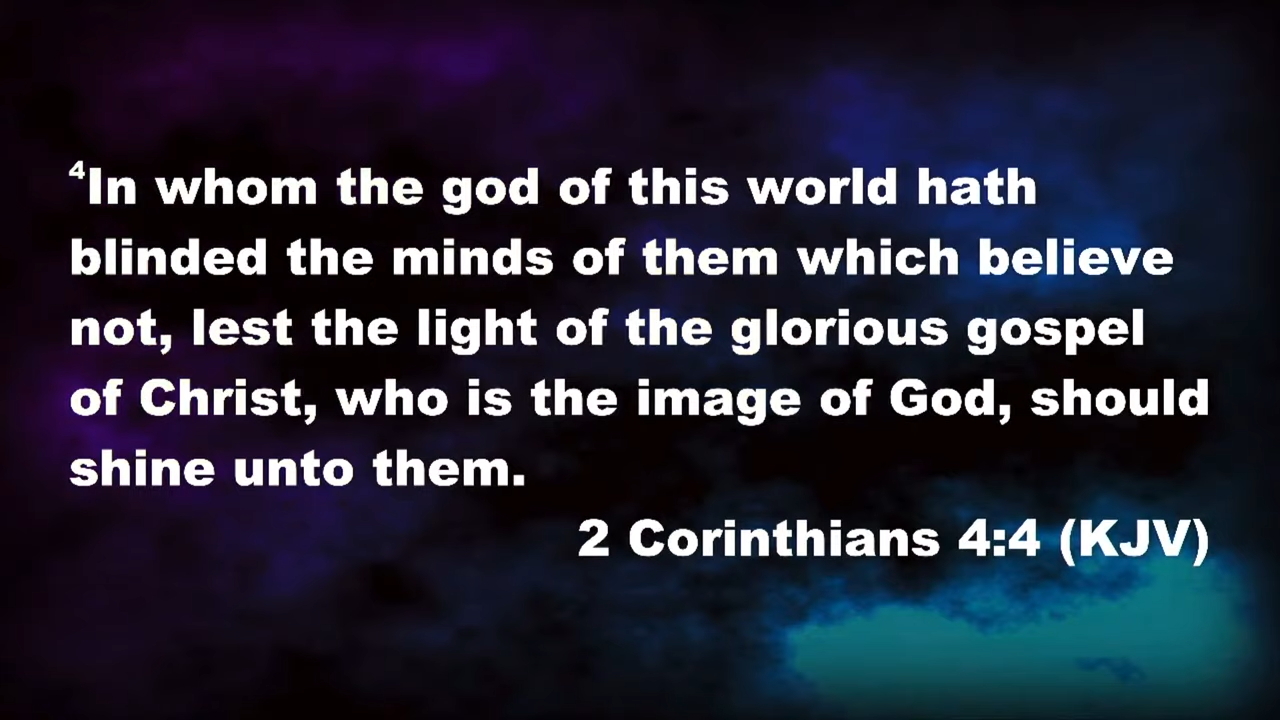 ⁴In whom the god of this world hath
blinded the minds of them which believe
not, lest the light of the glorious gospel
of Christ, who is the image of God, should
shine unto them.
2 Corinthians 4:4 (KJV)